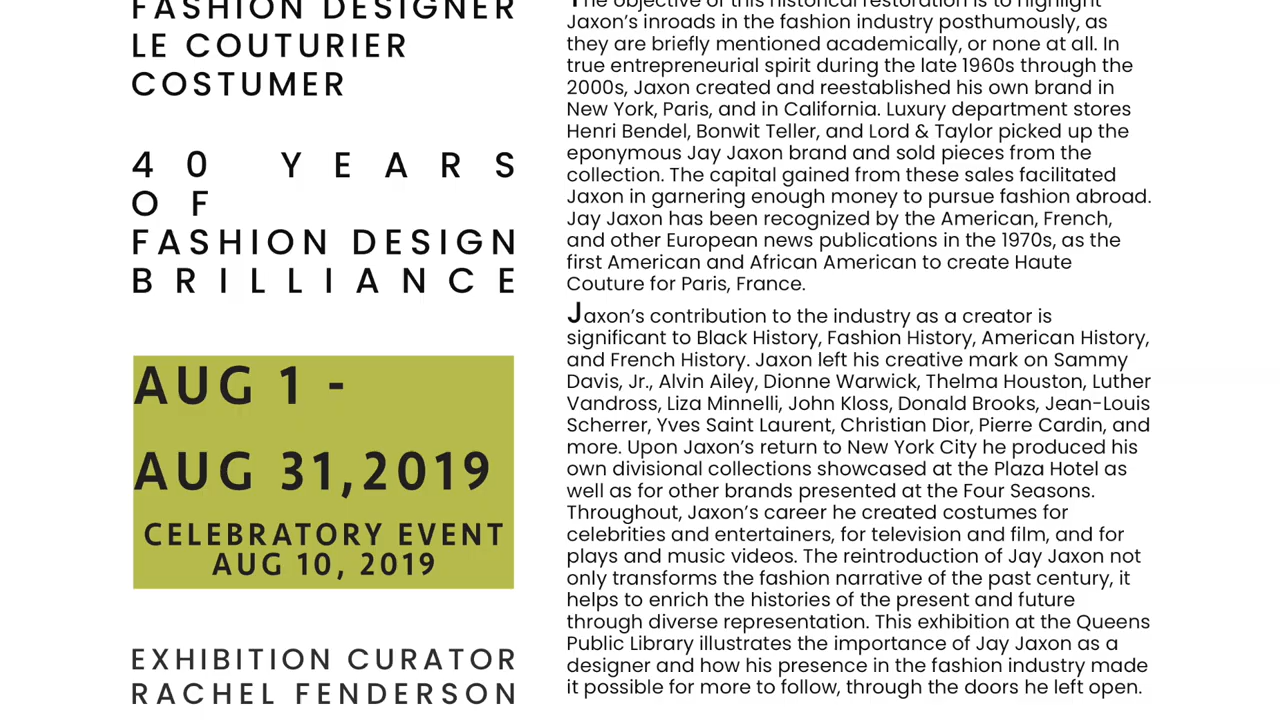 FASHION DESIGNER
LE COUTURIER
COSTUMER
40 YEARS
OF
FASHION DESIGN
BRILLIANCE
AUG 1 -
AUG 31,2019
CELEBRATORY EVENT
AUG 10, 2019
EXHIBITION CURATOR
RACHEL FENDERSON
The objective of this historical restoration is to highlight
Jaxon's inroads in the fashion industry posthumously, as
they are briefly mentioned academically, or none at all. In
true entrepreneurial spirit during the late 1960s through the
2000s, Jaxon created and reestablished his own brand in
New York, Paris, and in California. Luxury department stores
Henri Bendel, Bonwit Teller, and Lord & Taylor picked up the
eponymous Jay Jaxon brand and sold pieces from the
collection. The capital gained from these sales facilitated
Jaxon in garnering enough money to pursue fashion abroad.
Jay Jaxon has been recognized by the American, French,
and other European news publications in the 1970s, as the
first American and African American to create Haute
Couture for Paris, France.
Jaxon's contribution to the industry as a creator is
significant to Black History, Fashion History, American History,
and French History. Jaxon left his creative mark on Sammy
Davis, Jr., Alvin Ailey, Dionne Warwick, Thelma Houston, Luther
Vandross, Liza Minnelli, John Kloss, Donald Brooks, Jean-Louis
Scherrer, Yves Saint Laurent, Christian Dior, Pierre Cardin, and
more. Upon Jaxon's return to New York City he produced his
own divisional collections showcased at the Plaza Hotel as
well as for other brands presented at the Four Seasons.
Throughout, Jaxon's career he created costumes for
celebrities and entertainers, for television and film, and for
plays and music videos. The reintroduction of Jay Jaxon not
only transforms the fashion narrative of the past century, it
helps to enrich the histories of the present and future
through diverse representation. This exhibition at the Queens
Public Library illustrates the importance of Jay Jaxon as a
designer and how his presence in the fashion industry made
it possible for more to follow, through the doors he left open.